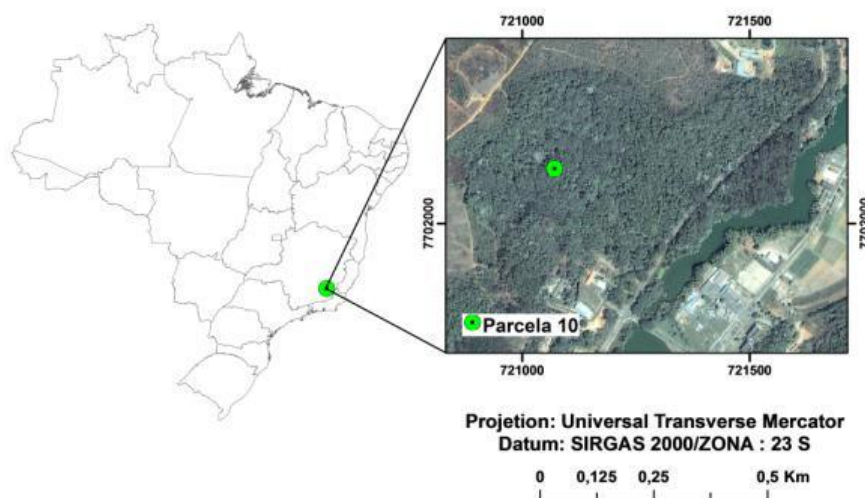 721000 721500
7702000 7702000
Parcela 10
721000 721500
Projetion: Universal Transverse Mercator
Datum: SIRGAS 2000/ZONA : 23 S
0 0,125 0,25 0,5 Km